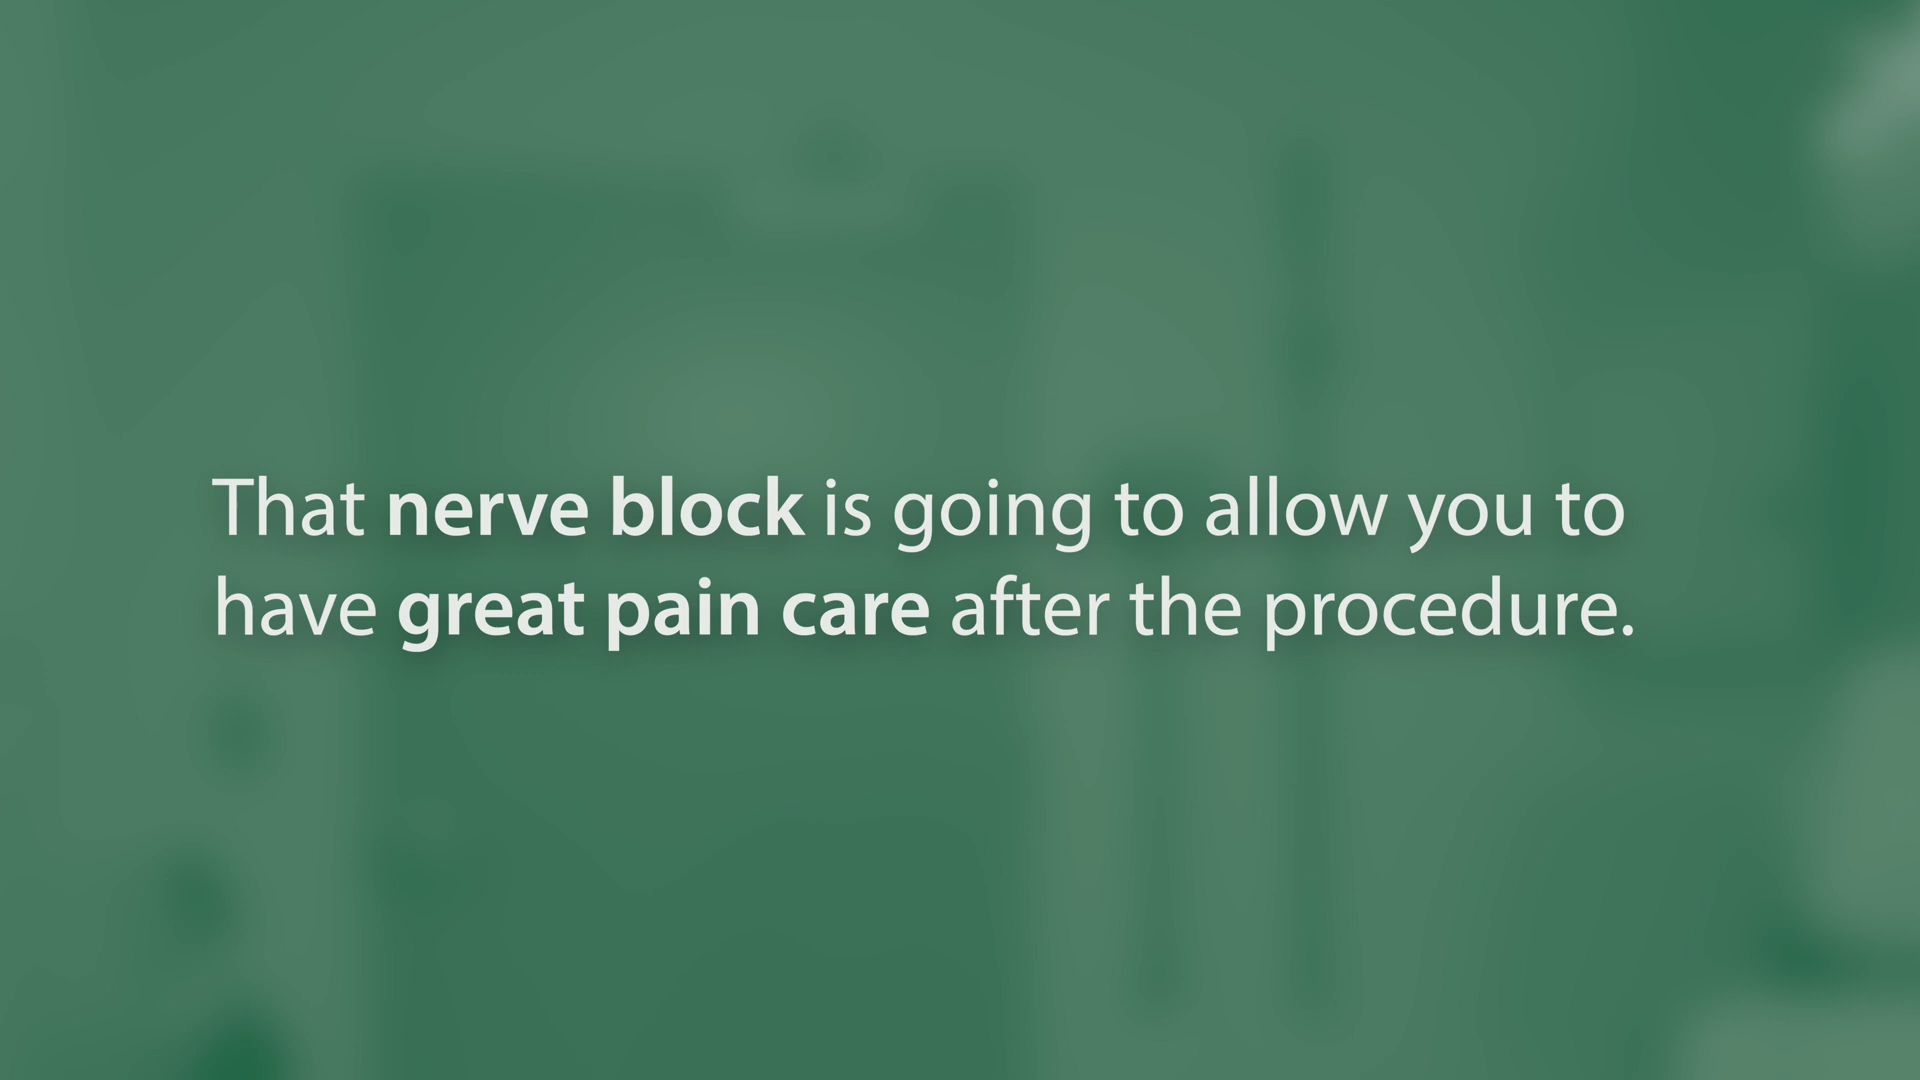 That nerve block is going to allow you to
have great pain care after the procedure.